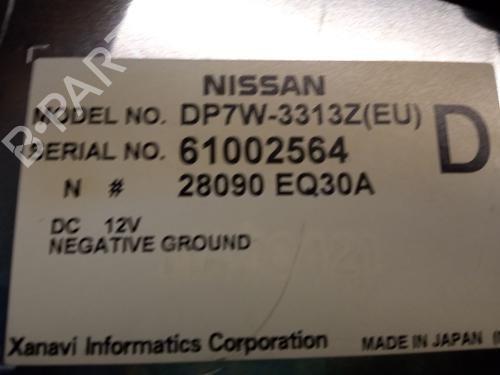 NISSAN
MODEL NO. DP7W-3313Z(EU)
SERIAL NO. 61002564
D
N # 28090 EQ30A
DC 12V
NEGATIVE GROUND
Xanavi Informatics Corporation MADE IN JAPAN
B-PARTS